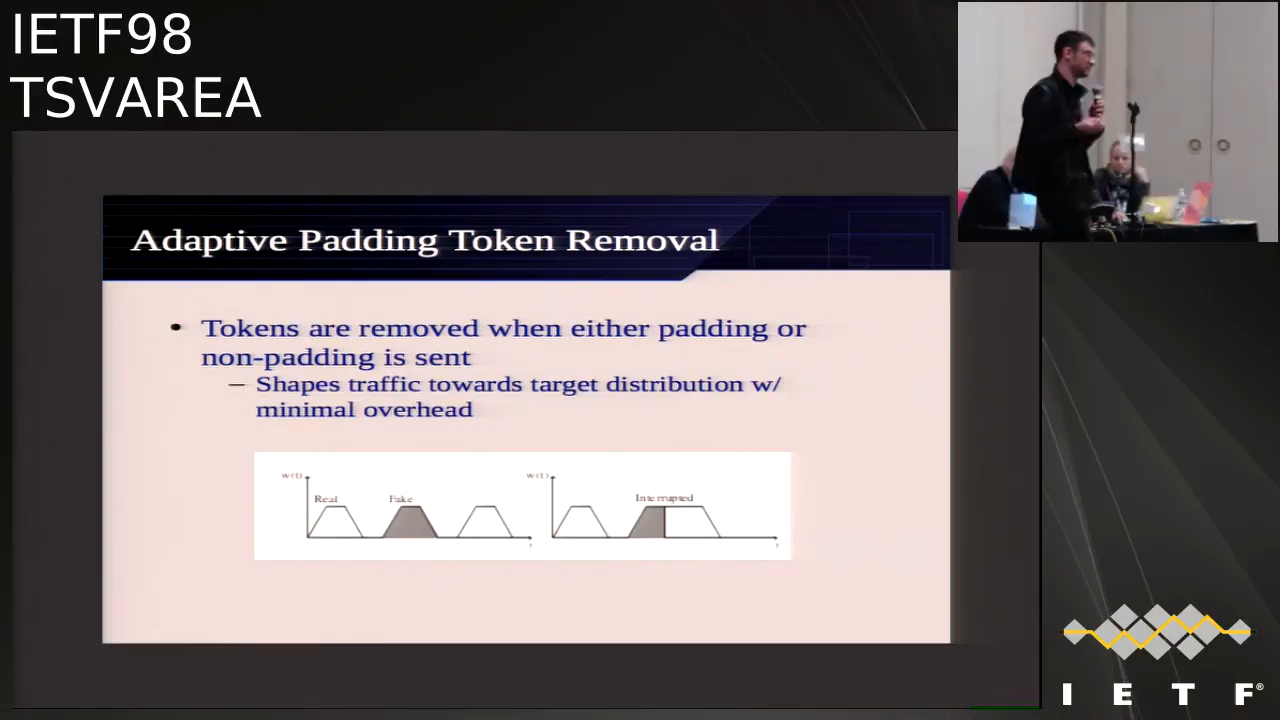 IETF98
TSVAREA
Adaptive Padding Token Removal
• Tokens are removed when either padding or
non-padding is sent
– Shapes traffic towards target distribution w/
minimal overhead
w(t)
Real
Fake
t
w(t)
Interrupted
t
I E T F®